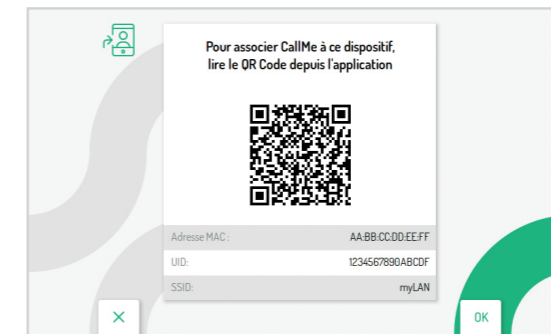 Pour associer CallMe à ce dispositif,
lire le QR Code depuis l'application
Adresse MAC : AA:BB:CC:DD:EE:FF
UID: 1234567890ABCDF
SSID: myLAN
OK